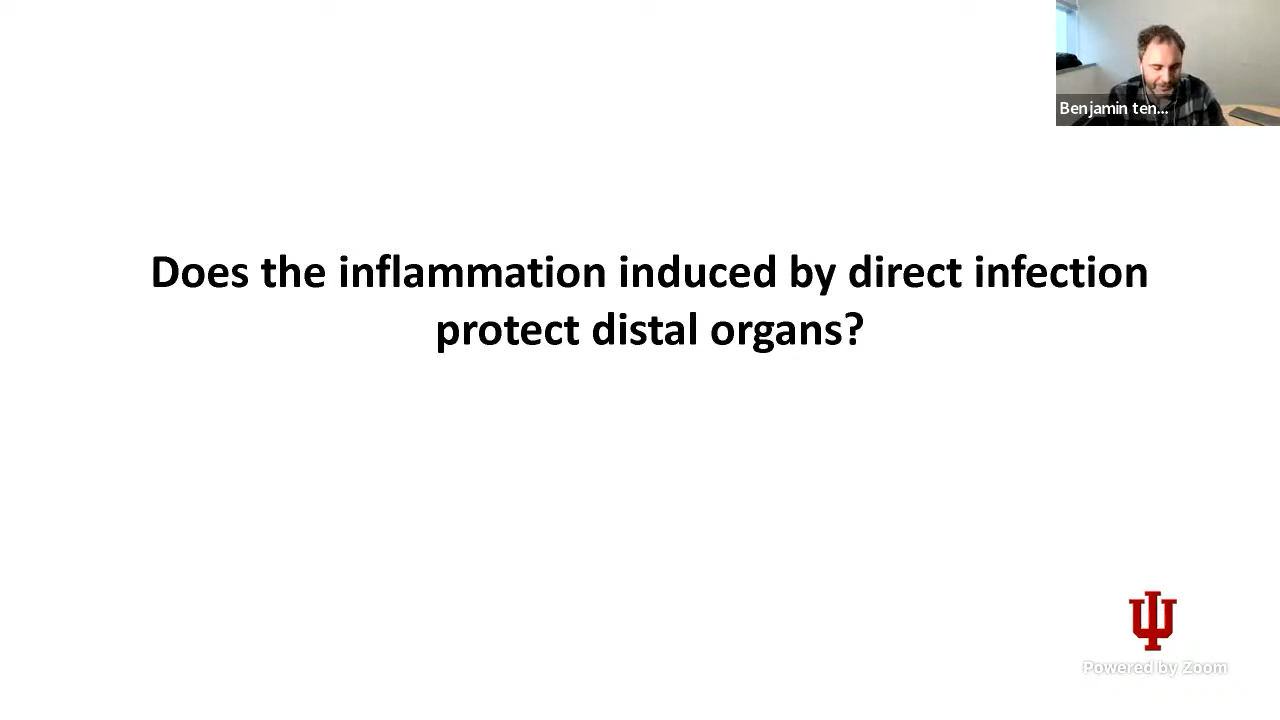 Benjamin ten...
Does the inflammation induced by direct infection
protect distal organs?
Powered by Zoom